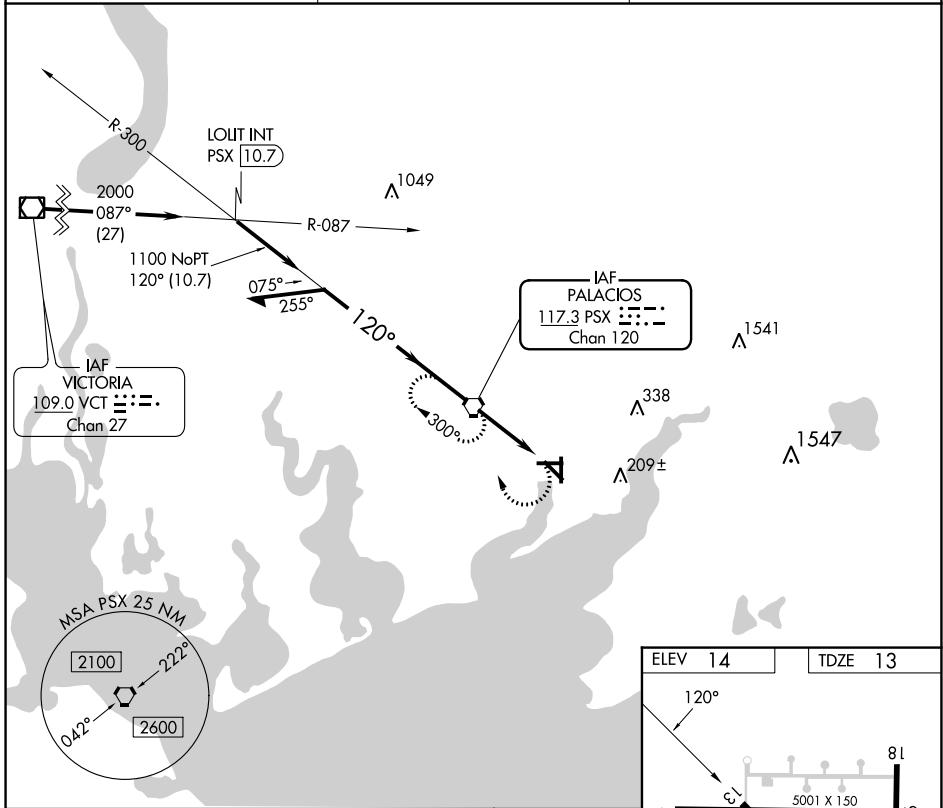 R-300
LOLIT INT
PSX 10.7
1049
2000
087°
(27)
R-087
1100 NoPT
120° (10.7)
075°
255°
120°
IAF
PALACIOS
117.3 PSX
Chan 120
1541
IAF
VICTORIA
109.0 VCT
Chan 27
338
300°
1547
209±
MSA PSX 25 NM
2100
222°
042°
2600
ELEV 14
TDZE 13
120°
18
13
5001 X 150